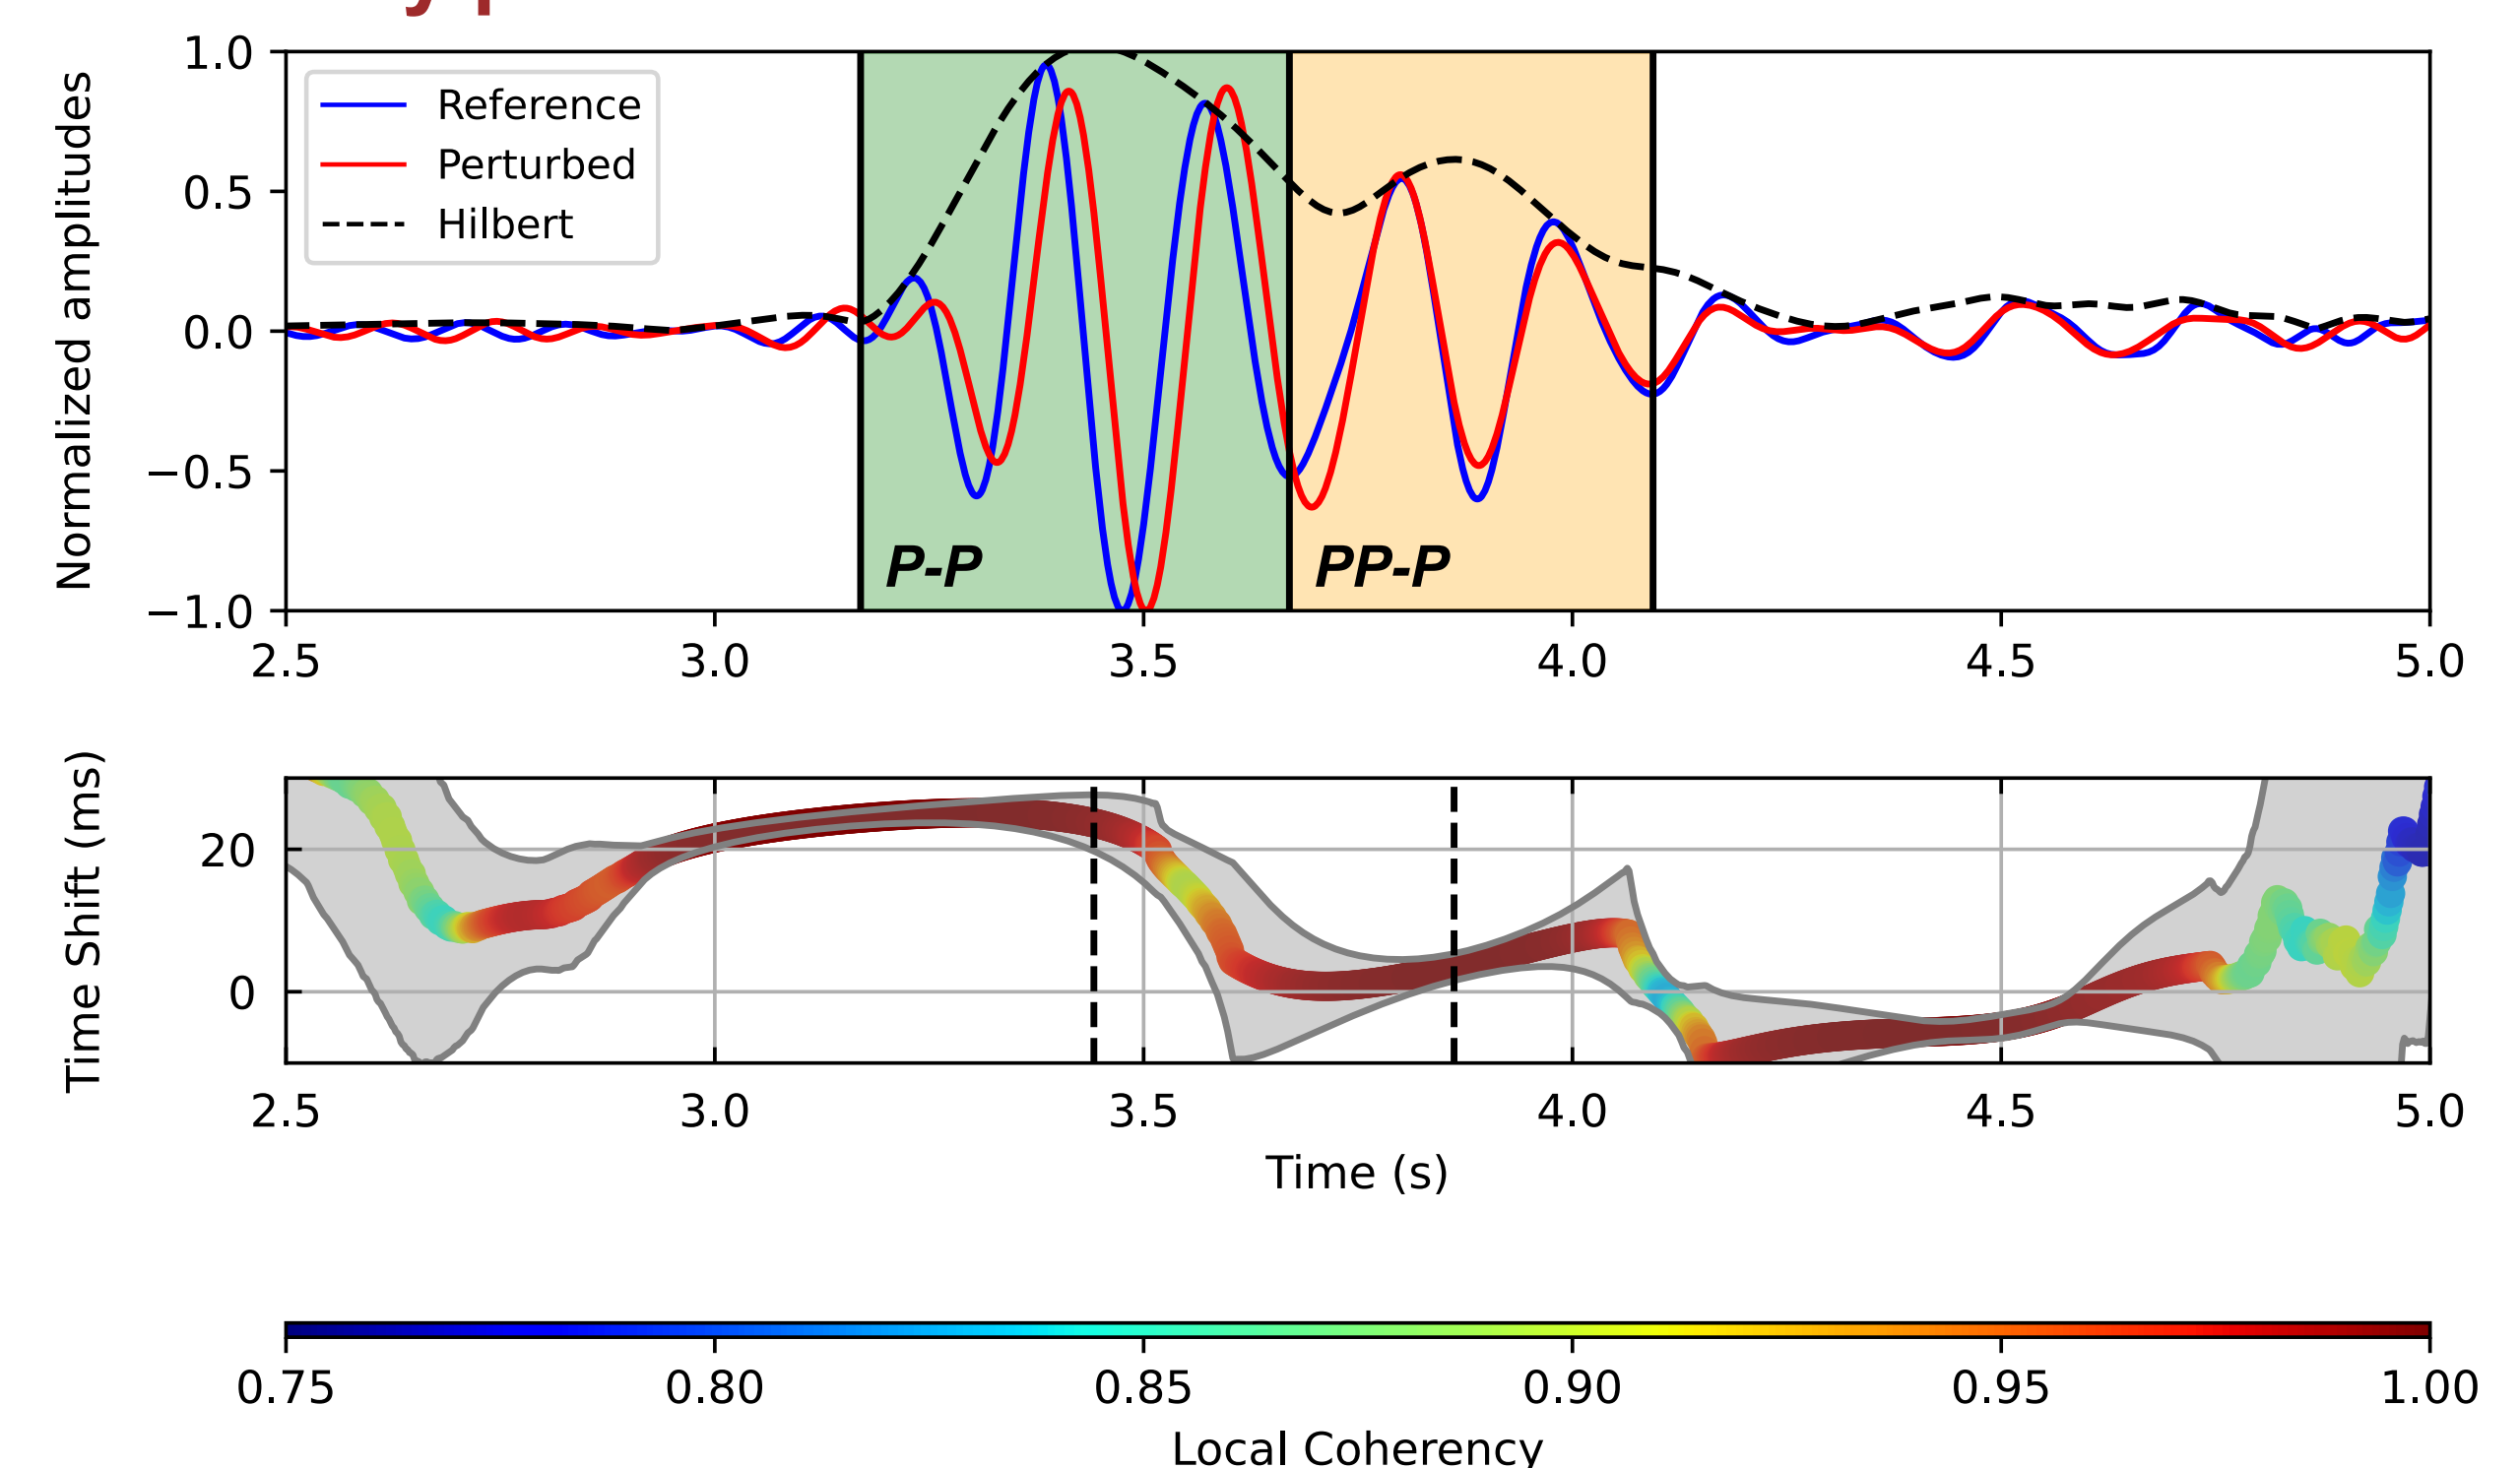 Normalized amplitudes
1.0
0.5
0.0
−0.5
−1.0
Reference
Perturbed
Hilbert
P-P
PP-P
2.5 3.0 3.5 4.0 4.5 5.0
Time Shift (ms)
20
0
2.5 3.0 3.5 4.0 4.5 5.0
Time (s)
0.75 0.80 0.85 0.90 0.95 1.00
Local Coherency